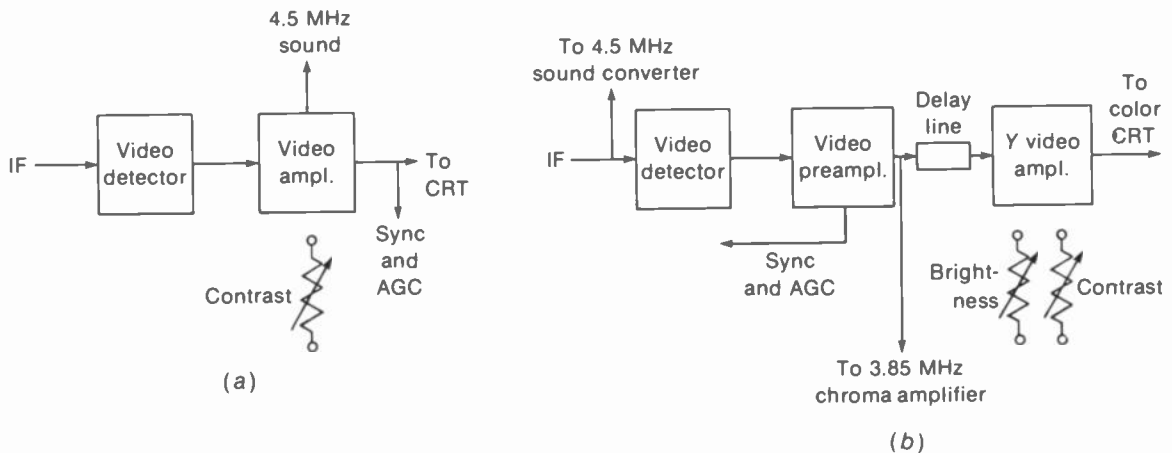 4.5 MHz
sound
IF
Video
detector
Video
ampl.
To
CRT
Sync
and
AGC
Contrast
(a)
To 4.5 MHz
sound converter
IF
Video
detector
Video
preampl.
Delay
line
Y video
ampl.
To
color
CRT
Sync
and AGC
Bright-
ness
Contrast
To 3.85 MHz
chroma amplifier
(b)